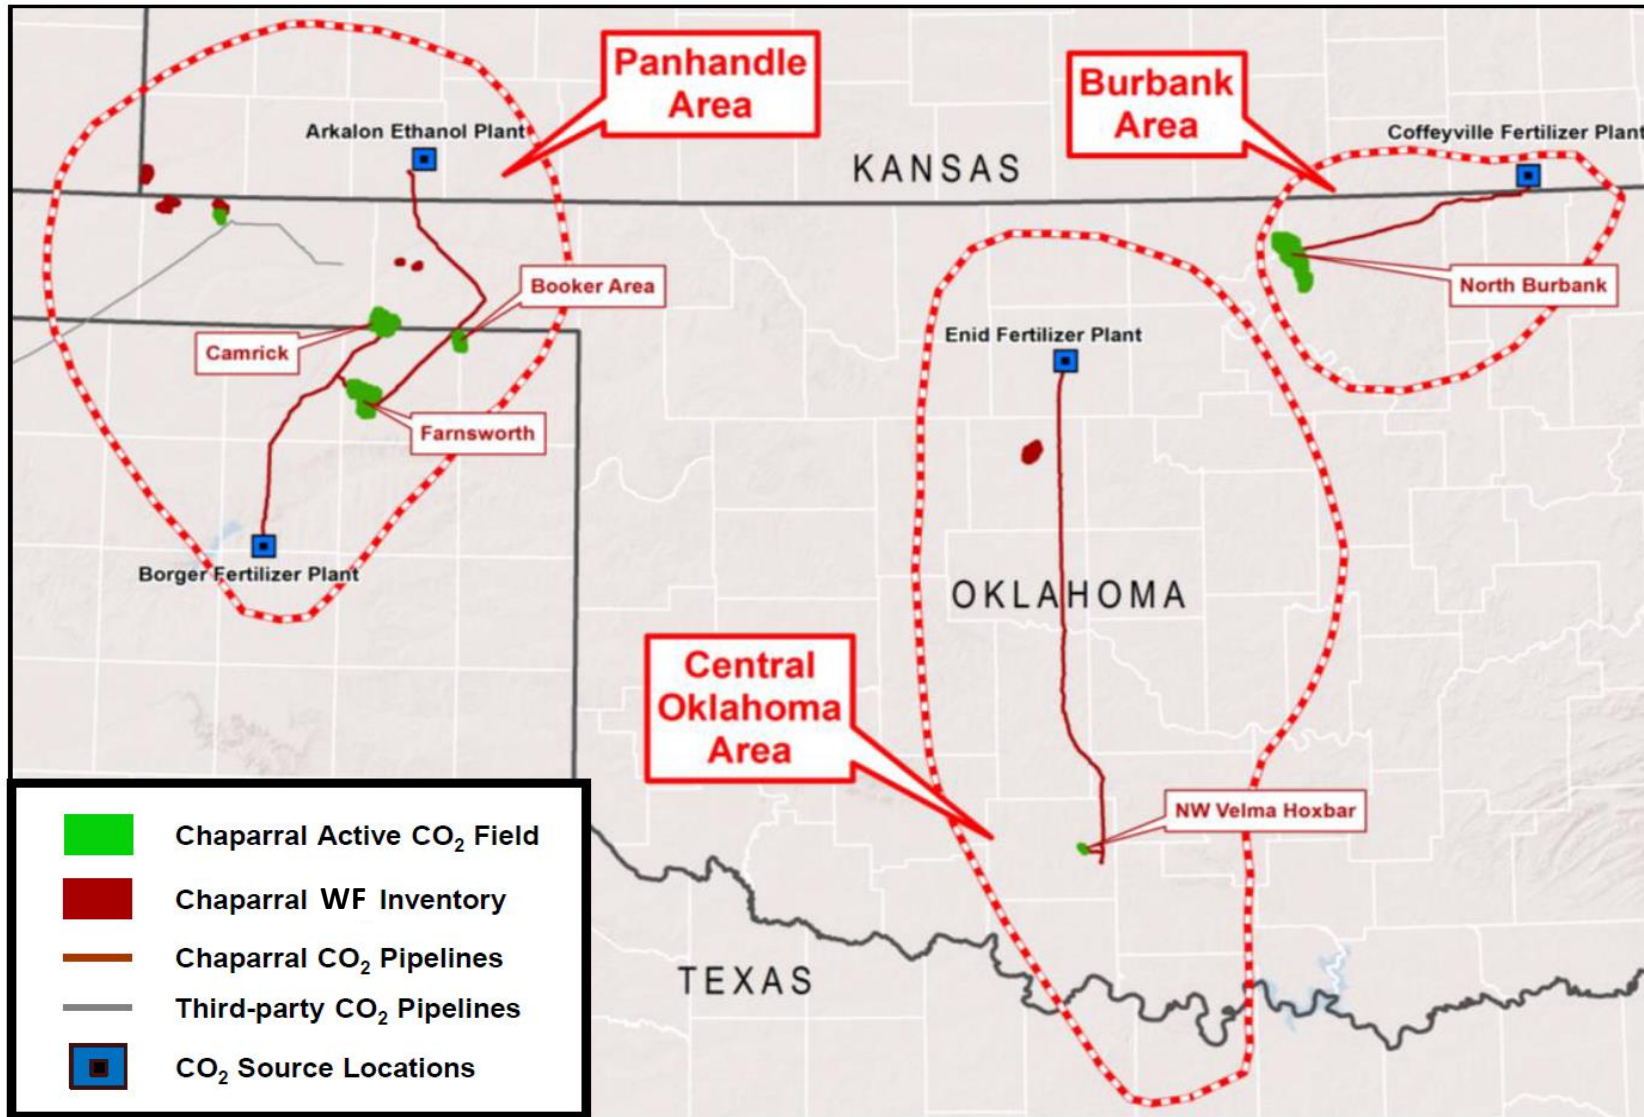 Panhandle
Area
Burbank
Area
Arkalon Ethanol Plant
Coffeyville Fertilizer Plant
KANSAS
Booker Area
North Burbank
Camrick
Enid Fertilizer Plant
Farnsworth
Borger Fertilizer Plant
OKLAHOMA
Central
Oklahoma
Area
NW Velma Hoxbar
TEXAS
Chaparral Active CO₂ Field
Chaparral WF Inventory
Chaparral CO₂ Pipelines
Third-party CO₂ Pipelines
CO₂ Source Locations